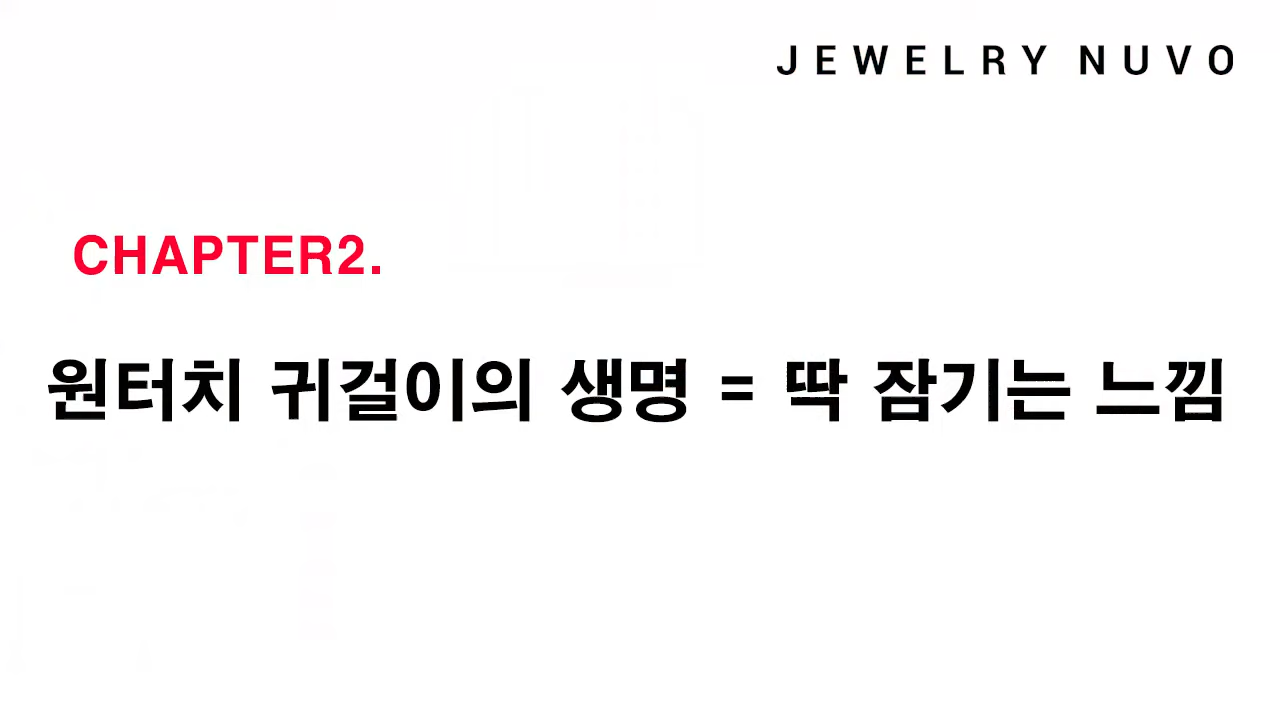 JEWELRY NUVO
CHAPTER2.
원터치 귀걸이의 생명 = 딱 잠기는 느낌